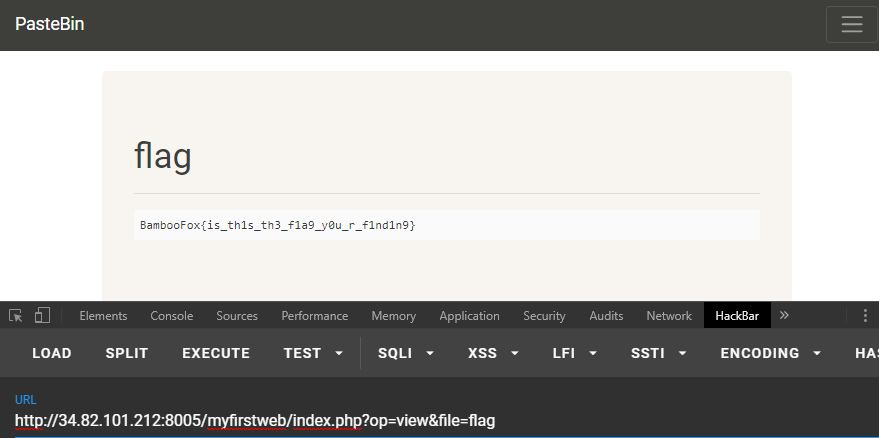 PasteBin
flag
BambooFox{is_th1s_th3_f1a9_y0u_r_f1nd1n9}
Elements Console Sources Performance Memory Application Security Audits Network HackBar »
LOAD SPLIT EXECUTE TEST SQLI XSS LFI SSTI ENCODING HAS
URL
http://34.82.101.212:8005/myfirstweb/index.php?op=view&file=flag